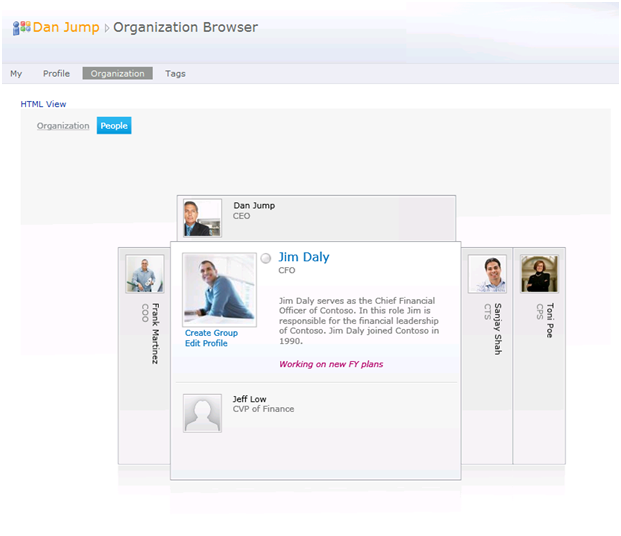 Dan Jump ▷ Organization Browser
My Profile Organization Tags
HTML View
Organization People
Dan Jump
CEO
Frank Martinez
COO
Jim Daly
CFO
Jim Daly serves as the Chief Financial
Officer of Contoso. In this role Jim is
responsible for the financial leadership
of Contoso. Jim Daly joined Contoso in
1990.
Working on new FY plans
Create Group
Edit Profile
Jeff Low
CVP of Finance
Sanjay Shah
CTS
Toni Poe
CPS